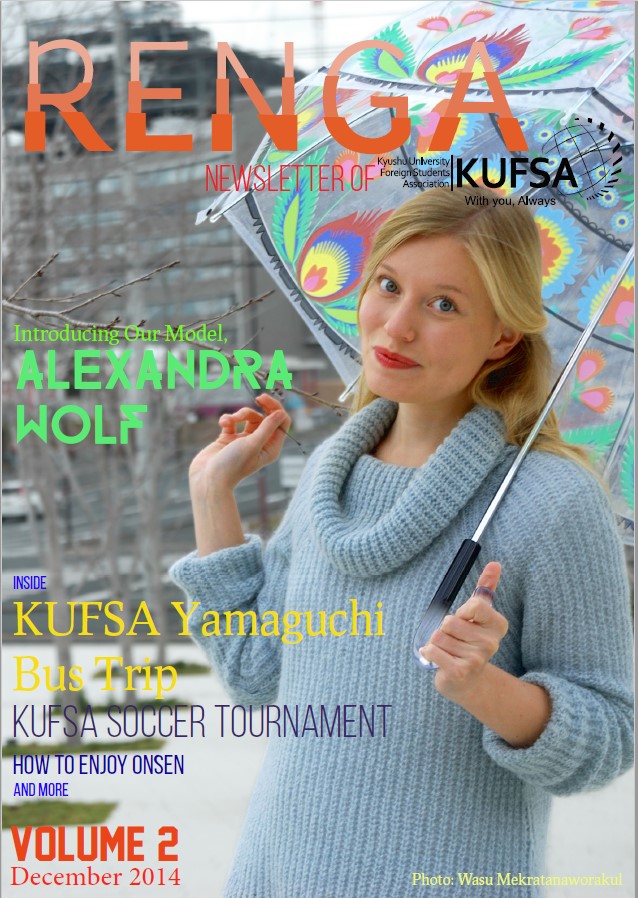 RENGA
NEWSLETTER OF
Kyushu University
Foreign Students
Association
KUFSA
With you, Always
Introducing Our Model,
ALEXANDRA
WOLF
INSIDE
KUFSA Yamaguchi
Bus Trip
KUFSA SOCCER TOURNAMENT
HOW TO ENJOY ONSEN
AND MORE
VOLUME 2
December 2014
Photo: Wasu Mekratanaworakul